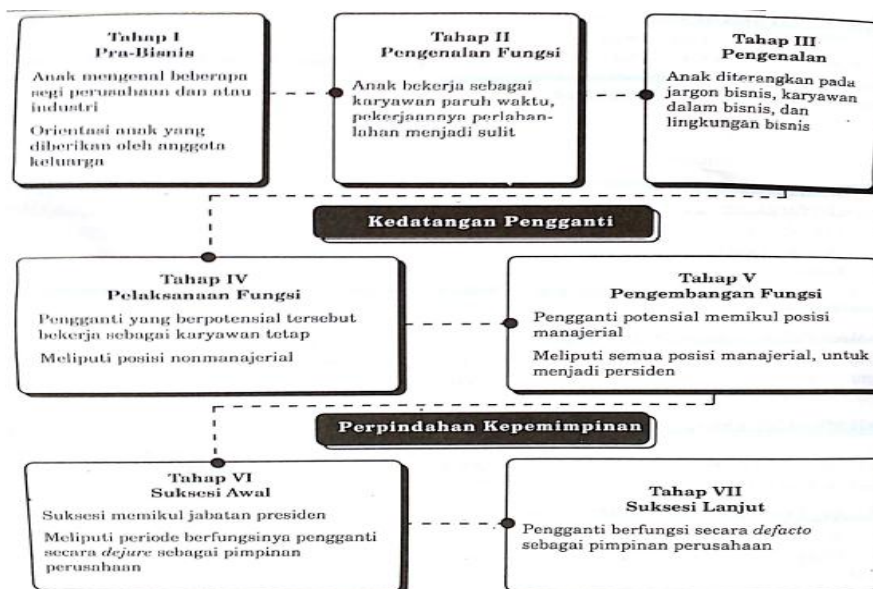 Tahap I
Pra-Bisnis
Anak mengenal beberapa
segi perusahaan dan atau
industri
Orientasi anak yang
diberikan oleh anggota
keluarga
Tahap II
Pengenalan Fungsi
Anak bekerja sebagai
karyawan paruh waktu,
pekerjaannya perlahan-
lahan menjadi sulit
Tahap III
Pengenalan
Anak diterangkan pada
jargon bisnis, karyawan
dalam bisnis, dan
lingkungan bisnis
Kedatangan Pengganti
Tahap IV
Pelaksanaan Fungsi
Pengganti yang berpotensial tersebut
bekerja sebagai karyawan tetap
Meliputi posisi nonmanajerial
Tahap V
Pengembangan Fungsi
Pengganti potensial memikul posisi
manajerial
Meliputi semua posisi manajerial, untuk
menjadi persiden
Perpindahan Kepemimpinan
Tahap VI
Suksesi Awal
Suksesi memikul jabatan presiden
Meliputi periode berfungsinya pengganti
secara dejure sebagai pimpinan
perusahaan
Tahap VII
Suksesi Lanjut
Pengganti berfungsi secara defacto
sebagai pimpinan perusahaan